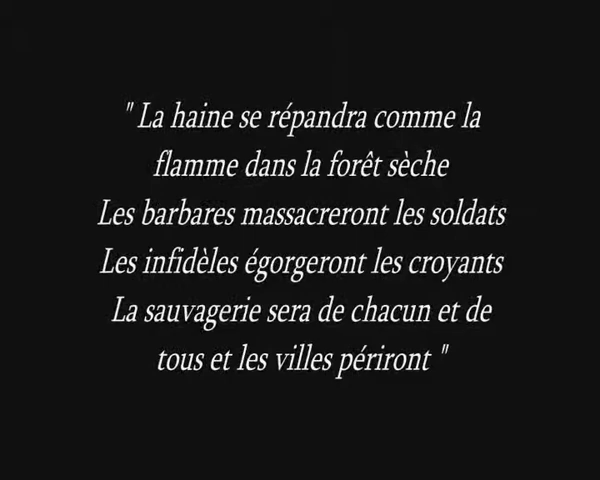 " La haine se répandra comme la
flamme dans la forêt sèche
Les barbares massacreront les soldats
Les infidèles égorgeront les croyants
La sauvagerie sera de chacun et de
tous et les villes périront "